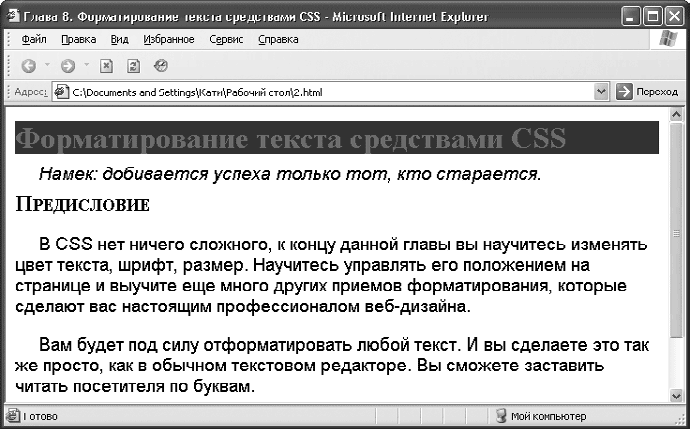 Глава 8. Форматирование текста средствами CSS - Microsoft Internet Explorer
Файл Правка Вид Избранное Сервис Справка
Адрес: C:\Documents and Settings\Кати\Рабочий стол\2.html Переход
Форматирование текста средствами CSS
Намек: добивается успеха только тот, кто старается.
ПРЕДИСЛОВИЕ
В CSS нет ничего сложного, к концу данной главы вы научитесь изменять
цвет текста, шрифт, размер. Научитесь управлять его положением на
странице и выучите еще много других приемов форматирования, которые
сделают вас настоящим профессионалом веб-дизайна.
Вам будет под силу отформатировать любой текст. И вы сделаете это так
же просто, как в обычном текстовом редакторе. Вы сможете заставить
читать посетителя по буквам.
Готово Мой компьютер